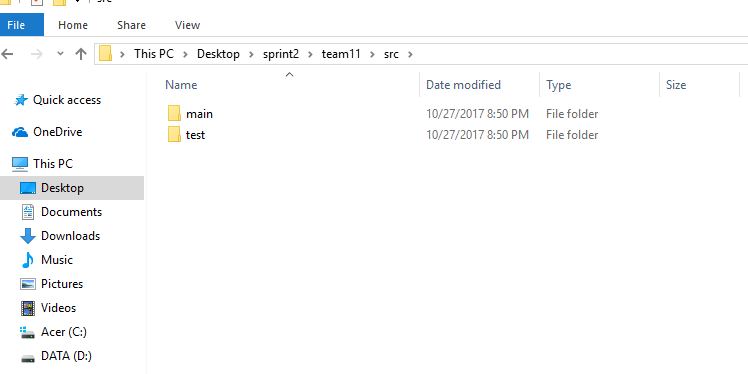 src
File Home Share View
This PC Desktop sprint2 team11 src
Name Date modified Type Size
Quick access
OneDrive
This PC
Desktop
Documents
Downloads
Music
Pictures
Videos
Acer (C:)
DATA (D:)
main 10/27/2017 8:50 PM File folder
test 10/27/2017 8:50 PM File folder